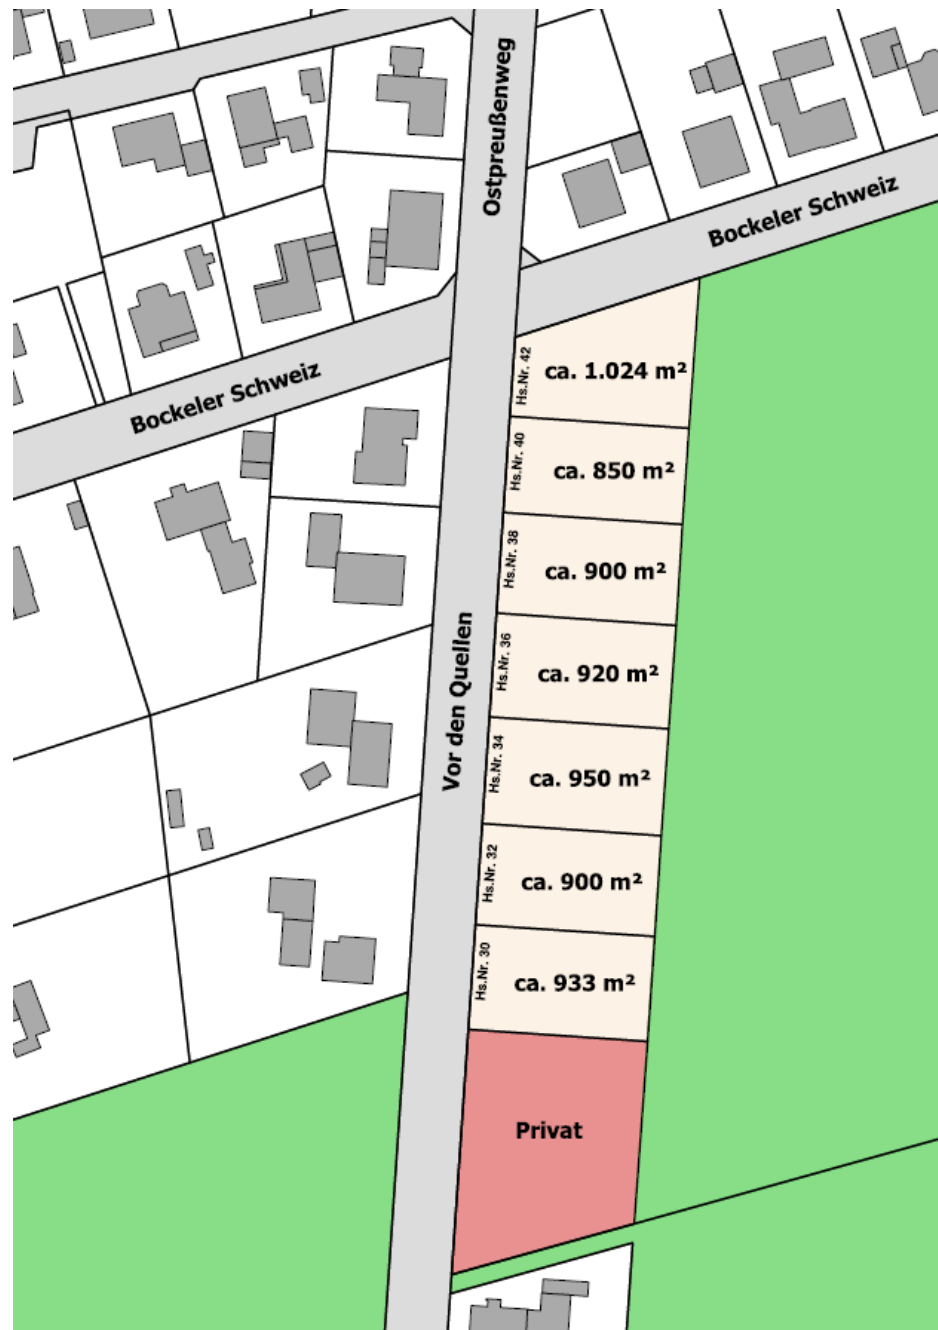 Ostpreußenweg
Bockeler Schweiz
Bockeler Schweiz
Vor den Quellen
Hs.Nr. 42
ca. 1.024 m²
Hs.Nr. 40
ca. 850 m²
Hs.Nr. 38
ca. 900 m²
Hs.Nr. 36
ca. 920 m²
Hs.Nr. 34
ca. 950 m²
Hs.Nr. 32
ca. 900 m²
Hs.Nr. 30
ca. 933 m²
Privat